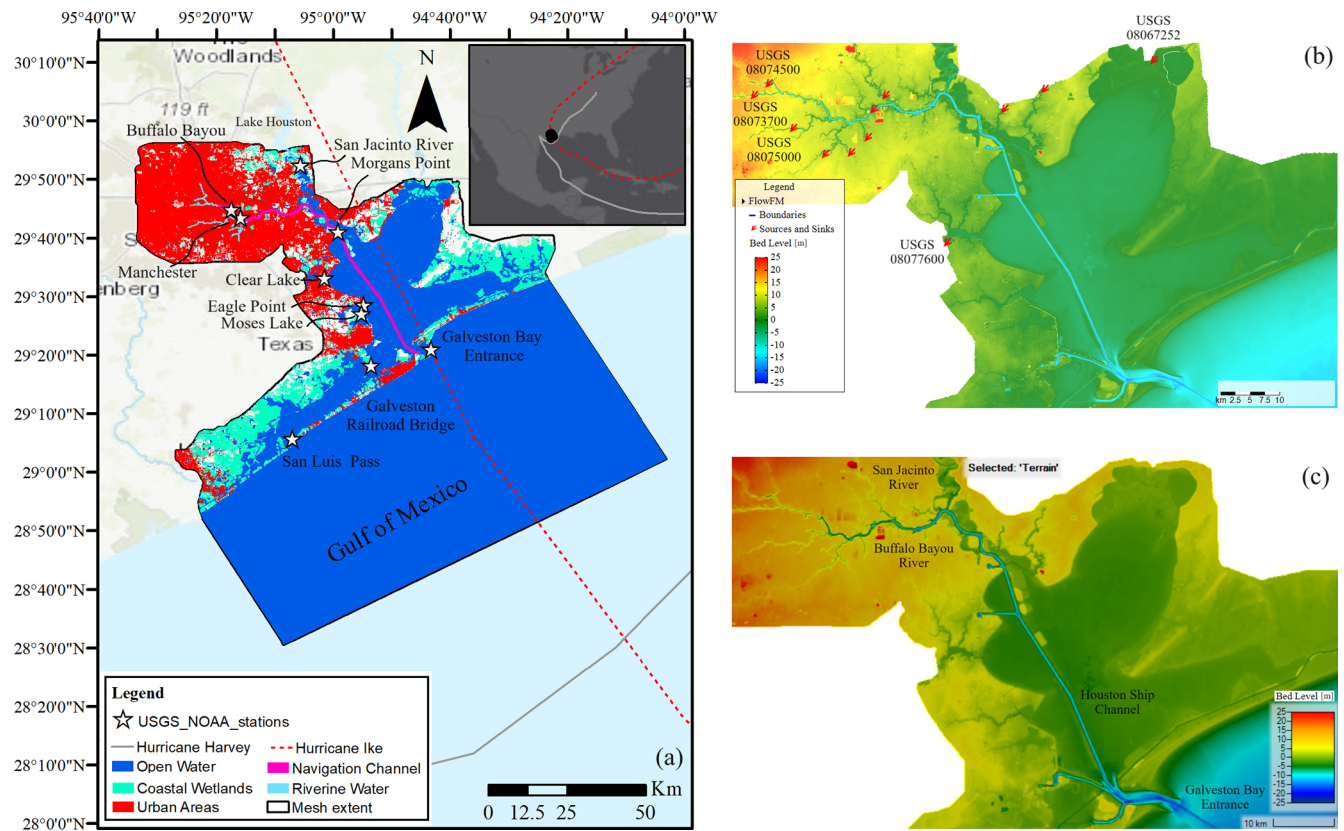 95°40'0"W 95°20'0"W 95°0'0"W 94°40'0"W 94°20'0"W 94°0'0"W
30°10'0"N
30°0'0"N
29°50'0"N
29°40'0"N
29°30'0"N
29°20'0"N
29°10'0"N
29°0'0"N
28°50'0"N
28°40'0"N
28°30'0"N
28°20'0"N
28°10'0"N
28°0'0"N
The
Woodlands
119 ft
Lake Houston
Buffalo Bayou
San Jacinto River
Morgans Point
N
Manchester
enberg
Clear Lake
Eagle Point
Moses Lake
Texas
Galveston Bay
Entrance
Galveston
Railroad Bridge
San Luis Pass
Gulf of Mexico
Legend
USGS_NOAA_stations
Hurricane Harvey
Hurricane Ike
Open Water
Navigation Channel
Coastal Wetlands
Riverine Water
Urban Areas
Mesh extent
(a)
0 12.5 25 50
Km
USGS
08067252
(b)
USGS
08074500
USGS
08073700
USGS
08075000
USGS
08077600
Legend
FlowFM
Boundaries
Sources and Sinks
Bed Level [m]
25
20
15
10
5
0
-5
-10
-15
-20
-25
km 2.5 5 7.5 10
San Jacinto
River
Selected: 'Terrain'
(c)
Buffalo Bayou
River
Houston Ship
Channel
Bed Level [m]
25
20
15
10
5
0
-5
-10
-15
-20
-25
Galveston Bay
Entrance
10 km